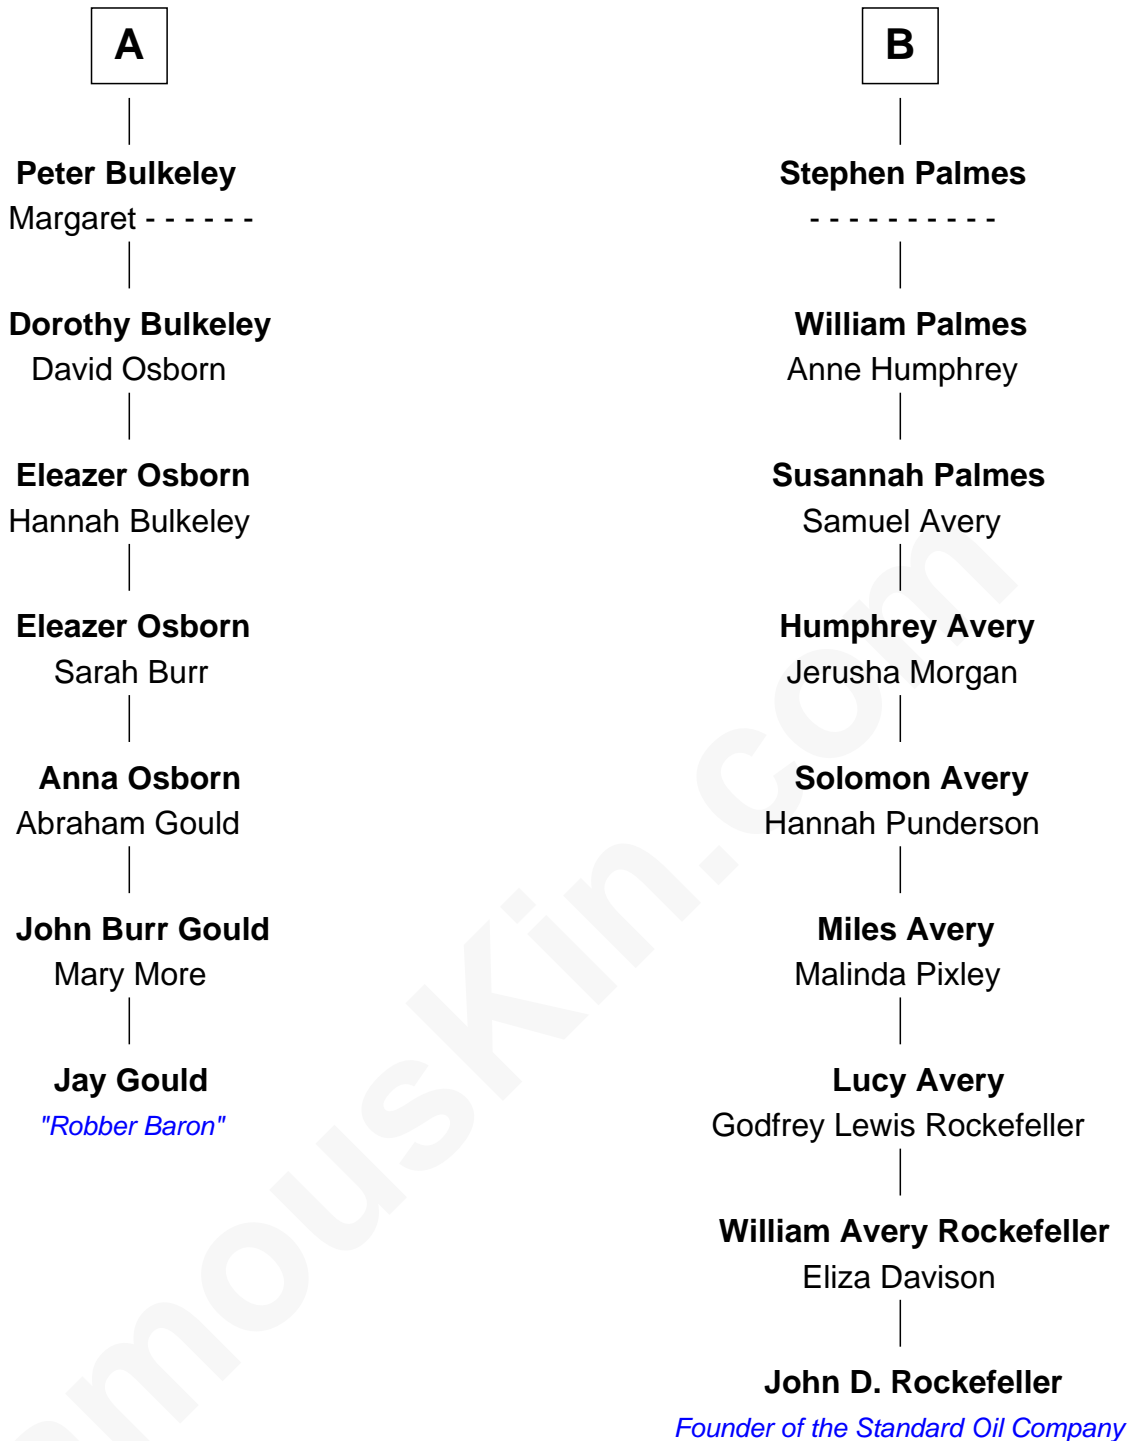 A
Peter Bulkeley
Margaret - - - - - -
Dorothy Bulkeley
David Osborn
Eleazer Osborn
Hannah Bulkeley
Eleazer Osborn
Sarah Burr
Anna Osborn
Abraham Gould
John Burr Gould
Mary More
Jay Gould
"Robber Baron"
B
Stephen Palmes
- - - - - - - - - -
William Palmes
Anne Humphrey
Susannah Palmes
Samuel Avery
Humphrey Avery
Jerusha Morgan
Solomon Avery
Hannah Punderson
Miles Avery
Malinda Pixley
Lucy Avery
Godfrey Lewis Rockefeller
William Avery Rockefeller
Eliza Davison
John D. Rockefeller
Founder of the Standard Oil Company
amousKin.com